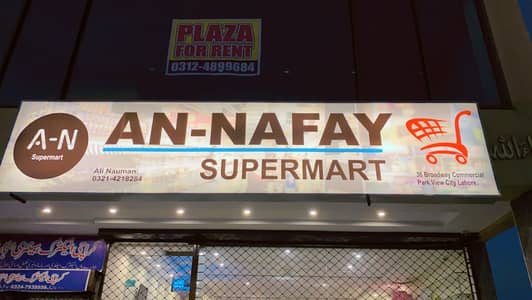 PLAZA
FOR RENT
0312-4899684
A-N
Supermart
AN-NAFAY
SUPERMART
Ali Nauman
0321-4218284
36 Broadway Commercial
Park View City Lahore.